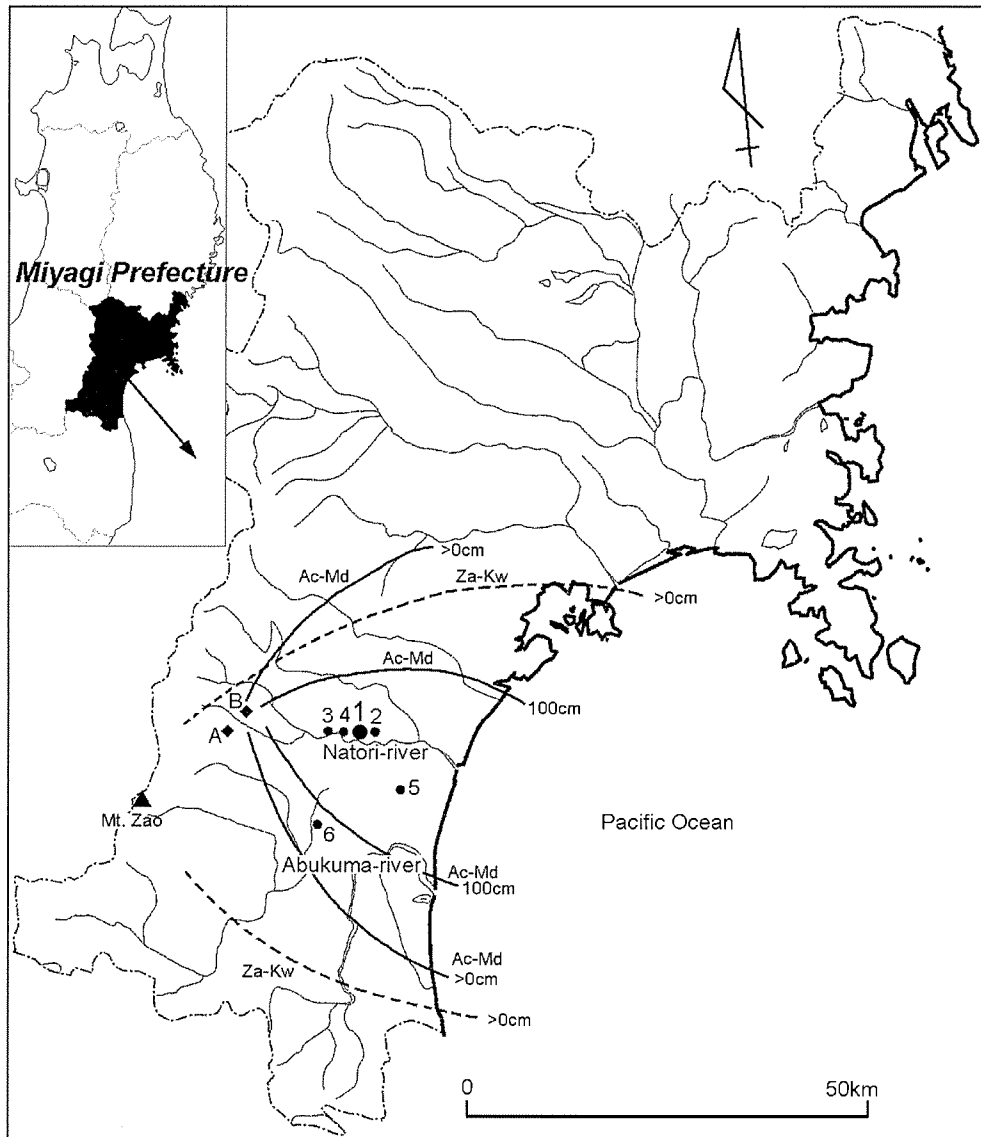 Miyagi Prefecture
>0cm
Ac-Md
Za-Kw
>0cm
Ac-Md
100cm
B
A
3 4 1 2
Natori-river
5
Mt. Zao
6
Pacific Ocean
Abukuma-river
Ac-Md
100cm
Ac-Md
>0cm
Za-Kw
>0cm
0 50km